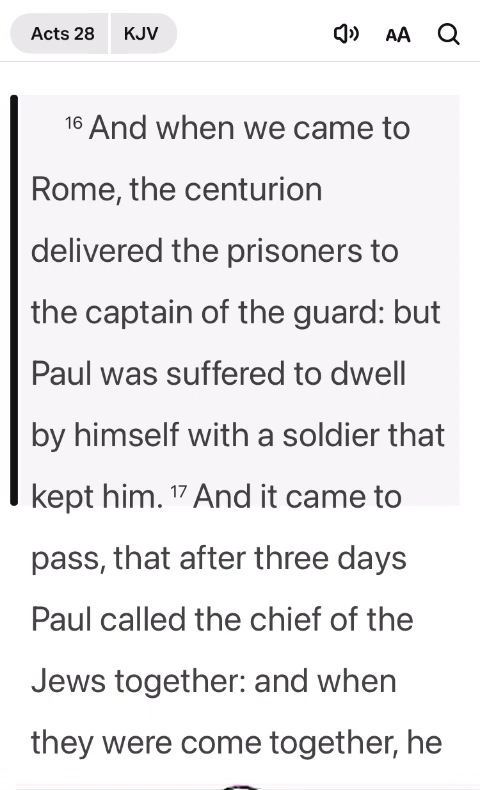 Acts 28 KJV AA
16 And when we came to
Rome, the centurion
delivered the prisoners to
the captain of the guard: but
Paul was suffered to dwell
by himself with a soldier that
kept him. 17 And it came to
pass, that after three days
Paul called the chief of the
Jews together: and when
they were come together, he